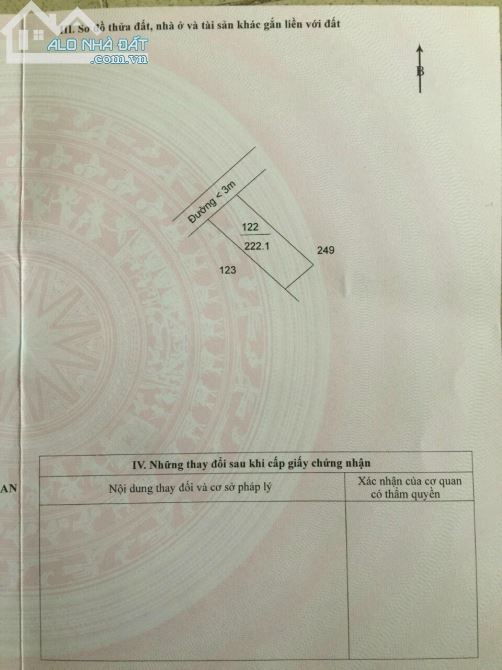 III. Sơ đồ thửa đất, nhà ở và tài sản khác gắn liền với đất
ALO NHÀ ĐẤT
.com.vn
B
Đường < 3m
122
222.1
249
123
IV. Những thay đổi sau khi cấp giấy chứng nhận
AN
Nội dung thay đổi và cơ sở pháp lý
Xác nhận của cơ quan
có thẩm quyền